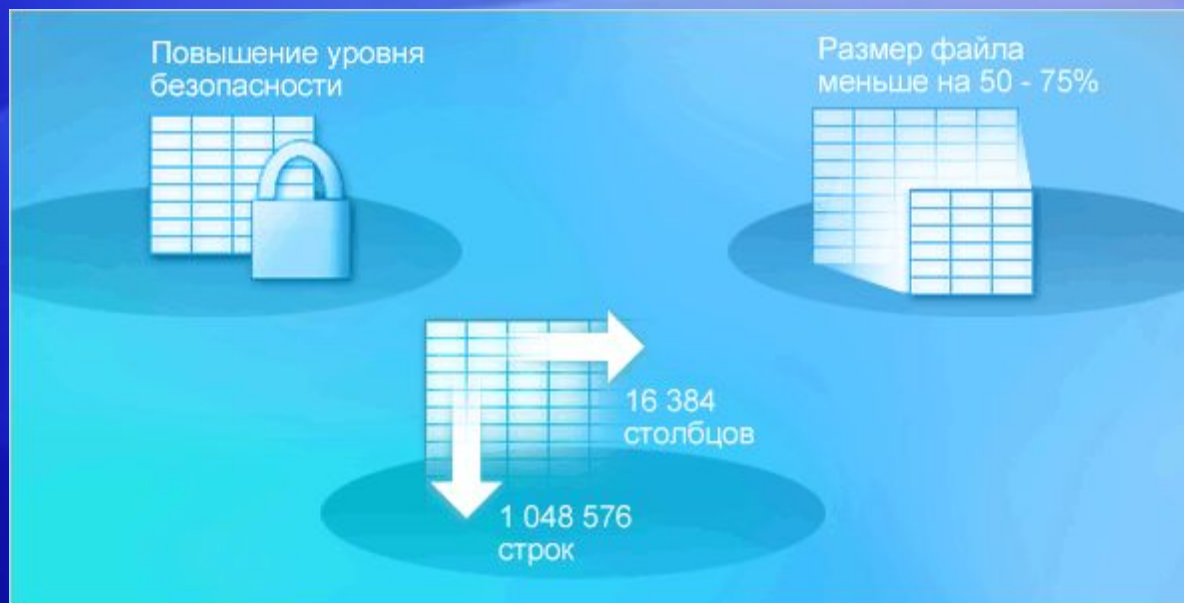 Повышение уровня
безопасности
Размер файла
меньше на 50 - 75%
16 384
столбцов
1 048 576
строк